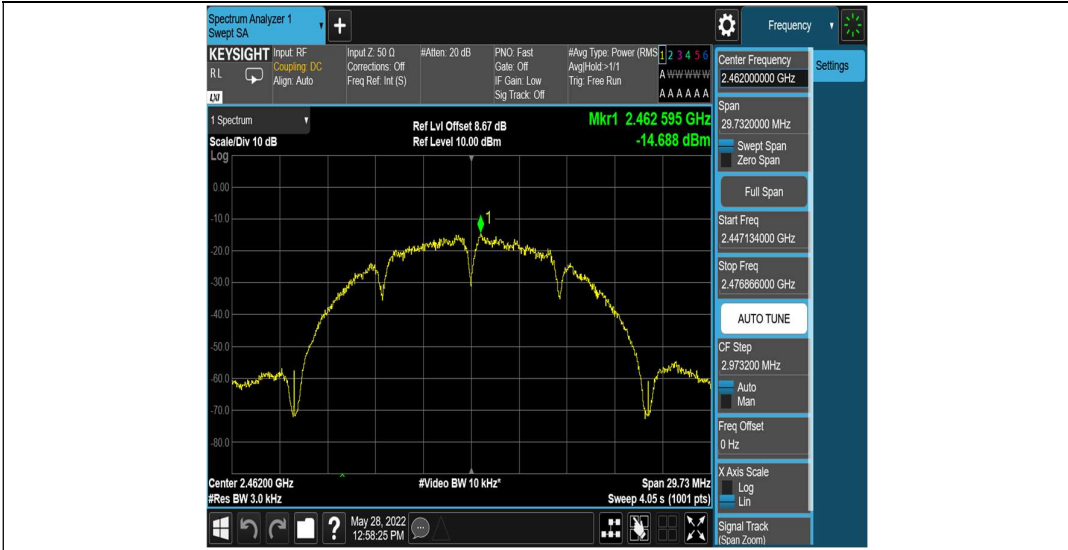 Spectrum Analyzer 1
Swept SA
+
Frequency
KEYSIGHT
RL
LXI
Input: RF
Coupling: DC
Align: Auto
Input Z: 50 Ω
Corrections: Off
Freq Ref: Int (S)
#Atten: 20 dB
PNO: Fast
Gate: Off
IF Gain: Low
Sig Track: Off
#Avg Type: Power (RMS
Avg|Hold:>1/1
Trig: Free Run
1 2 3 4 5 6
A W W W W W
A A A A A A
1 Spectrum
Scale/Div 10 dB
Log
Ref Lvl Offset 8.67 dB
Ref Level 10.00 dBm
Mkr1 2.462 595 GHz
-14.688 dBm
1
0.00
-10.0
-20.0
-30.0
-40.0
-50.0
-60.0
-70.0
-80.0
Center 2.46200 GHz
#Res BW 3.0 kHz
#Video BW 10 kHz*
Span 29.73 MHz
Sweep 4.05 s (1001 pts)
?
May 28, 2022
12:58:25 PM
Center Frequency
2.462000000 GHz
Settings
Span
29.7320000 MHz
Swept Span
Zero Span
Full Span
Start Freq
2.447134000 GHz
Stop Freq
2.476866000 GHz
AUTO TUNE
CF Step
2.973200 MHz
Auto
Man
Freq Offset
0 Hz
X Axis Scale
Log
Lin
Signal Track
(Span Zoom)